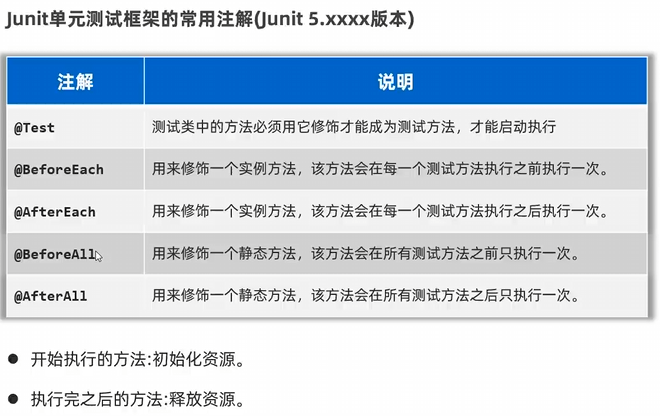 Junit单元测试框架的常用注解(Junit 5.xxxx版本)
注解 说明
@Test 测试类中的方法必须用它修饰才能成为测试方法，才能启动执行
@BeforeEach 用来修饰一个实例方法，该方法会在每一个测试方法执行之前执行一次。
@AfterEach 用来修饰一个实例方法，该方法会在每一个测试方法执行之后执行一次。
@BeforeAll 用来修饰一个静态方法，该方法会在所有测试方法之前只执行一次。
@AfterAll 用来修饰一个静态方法，该方法会在所有测试方法之后只执行一次。
● 开始执行的方法:初始化资源。
● 执行完之后的方法:释放资源。